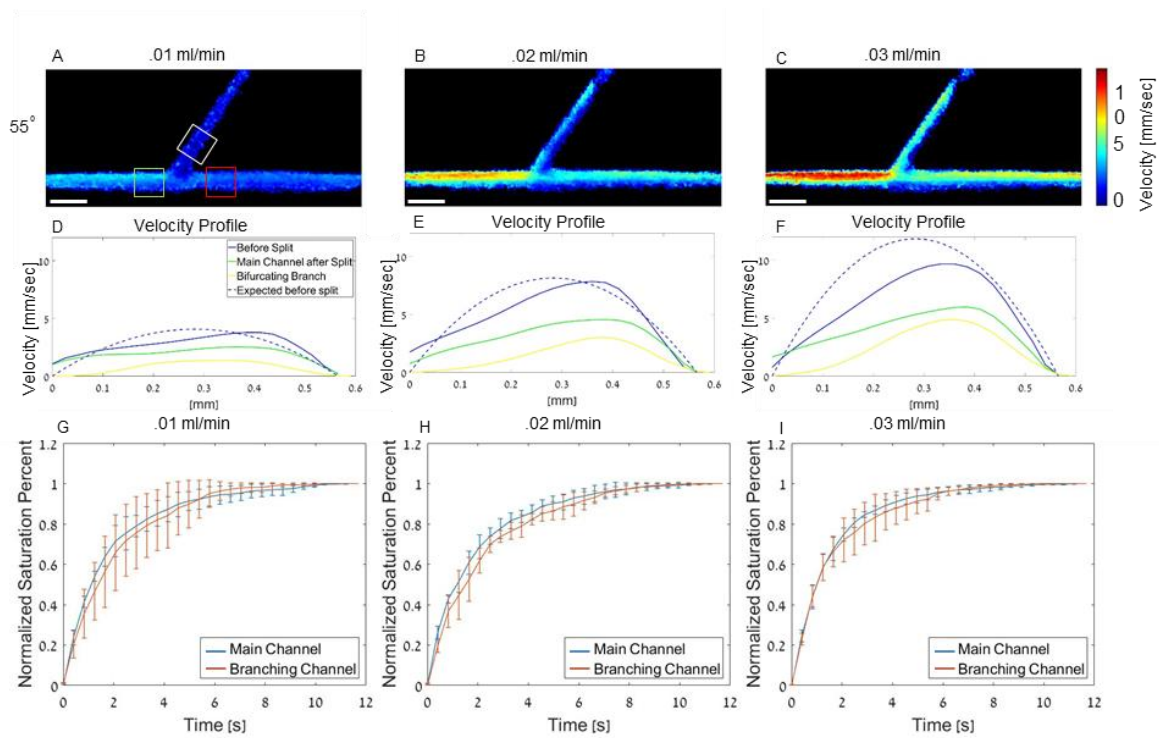 A .01 ml/min B .02 ml/min C .03 ml/min
55°
1
0
5
0
Velocity [mm/sec]
D Velocity Profile E Velocity Profile F Velocity Profile
Before Split
Main Channel after Split
Bifurcating Branch
Expected before split
Velocity [mm/sec]
10
5
0
0 0.1 0.2 0.3 0.4 0.5 0.6
[mm]
Velocity [mm/sec]
10
5
0
0 0.1 0.2 0.3 0.4 0.5 0.6
[mm]
Velocity [mm/sec]
10
5
0
0 0.1 0.2 0.3 0.4 0.5 0.6
[mm]
G .01 ml/min H .02 ml/min I .03 ml/min
Normalized Saturation Percent
1.2
1
0.8
0.6
0.4
0.2
0
Main Channel
Branching Channel
0 2 4 6 8 10 12
Time [s]
Normalized Saturation Percent
1.2
1
0.8
0.6
0.4
0.2
0
Main Channel
Branching Channel
0 2 4 6 8 10 12
Time [s]
Normalized Saturation Percent
1.2
1
0.8
0.6
0.4
0.2
0
Main Channel
Branching Channel
0 2 4 6 8 10 12
Time [s]